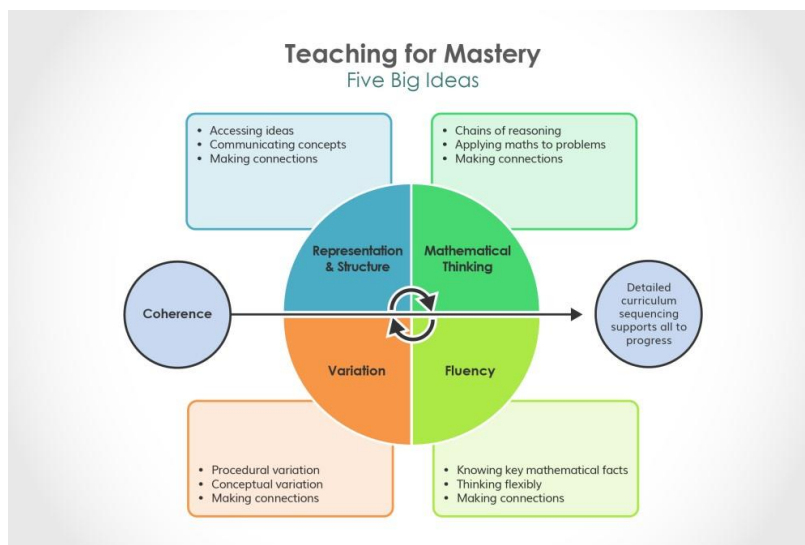 Teaching for Mastery
Five Big Ideas
• Accessing ideas
• Communicating concepts
• Making connections
• Chains of reasoning
• Applying maths to problems
• Making connections
Representation
& Structure
Mathematical
Thinking
Coherence
Detailed
curriculum
sequencing
supports all to
progress
Variation
Fluency
• Procedural variation
• Conceptual variation
• Making connections
• Knowing key mathematical facts
• Thinking flexibly
• Making connections